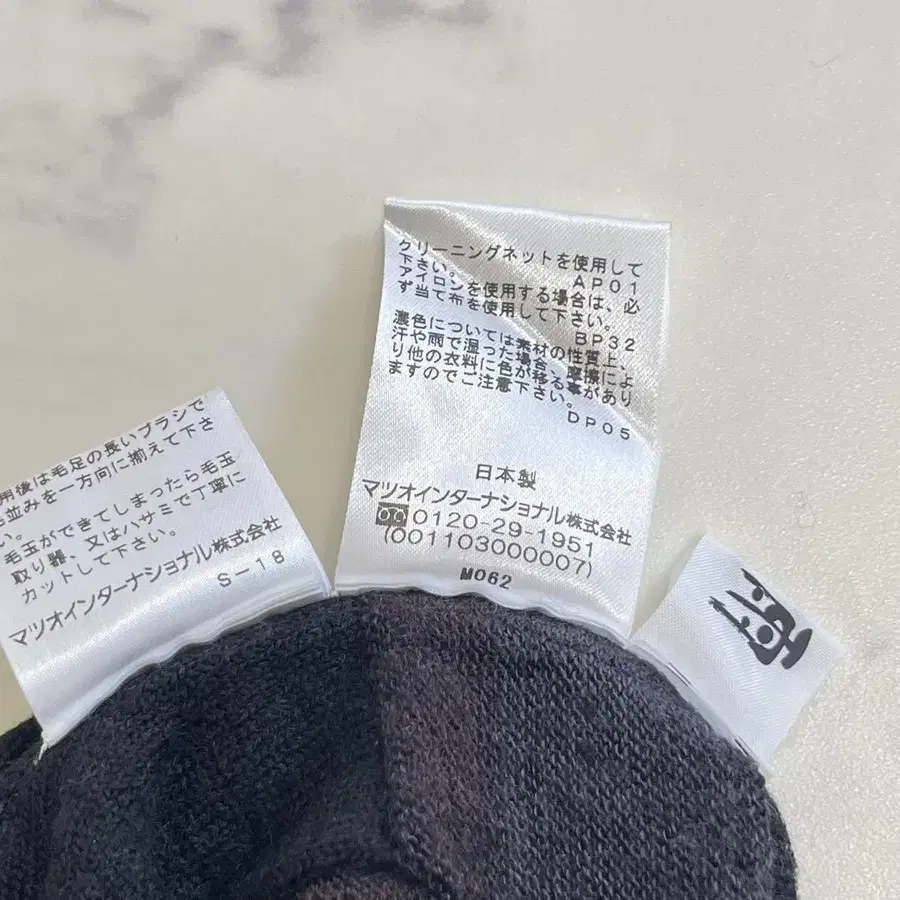 用後は毛足の長いブラシで
毛並みを一方向に揃えて下さ
い。
毛玉ができてしまったら毛玉
取り器、又はハサミで丁寧に
カットして下さい。
マツオインターナショナル株式会社
S-18
クリーニングネットを使用して
下さい。
AP01
アイロンを使用する場合は、必
ず当て布を使用して下さい。
BP32
濃色については素材の性質上、
汗や雨で湿った場合、摩擦によ
り他の衣料に色が移る事があり
ますのでご注意下さい。
DP05
日本製
マツオインターナショナル株式会社
0120-29-1951
(001103000007)
M062